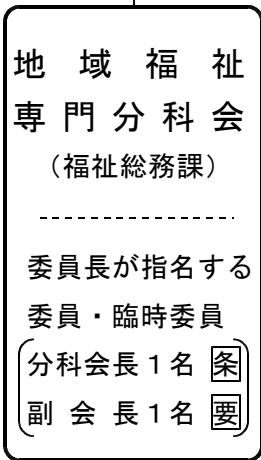 地域福祉
専門分科会
（福祉総務課）
委員長が指名する
委員・臨時委員
分科会長１名 条
副会長１名 要